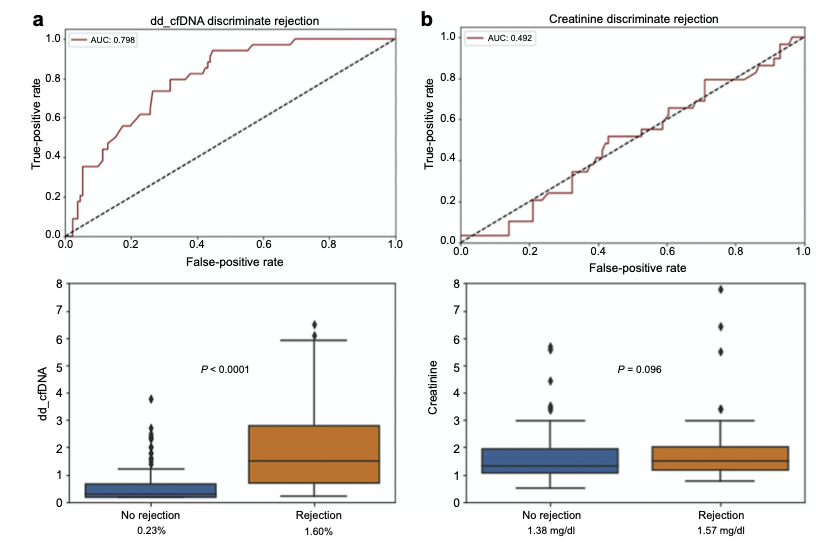 a
dd_cfDNA discriminate rejection
AUC: 0.798
True-positive rate
1.0
0.8
0.6
0.4
0.2
0.0
0.0 0.2 0.4 0.6 0.8 1.0
False-positive rate
b
Creatinine discriminate rejection
AUC: 0.492
True-positive rate
1.0
0.8
0.6
0.4
0.2
0.0
0.0 0.2 0.4 0.6 0.8 1.0
False-positive rate
dd_cfDNA
8
7
6
5
4
3
2
1
0
P < 0.0001
No rejection Rejection
0.23% 1.60%
Creatinine
8
7
6
5
4
3
2
1
0
P = 0.096
No rejection Rejection
1.38 mg/dl 1.57 mg/dl